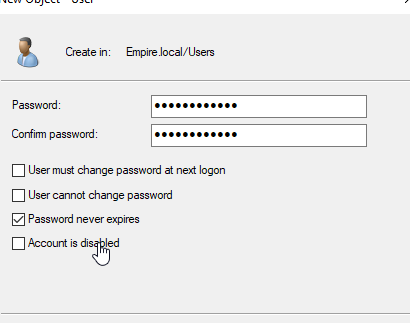 New Object - User
Create in: Empire.local/Users
Password: ●●●●●●●●●●●●
Confirm password: ●●●●●●●●●●●●
User must change password at next logon
User cannot change password
Password never expires
Account is disabled